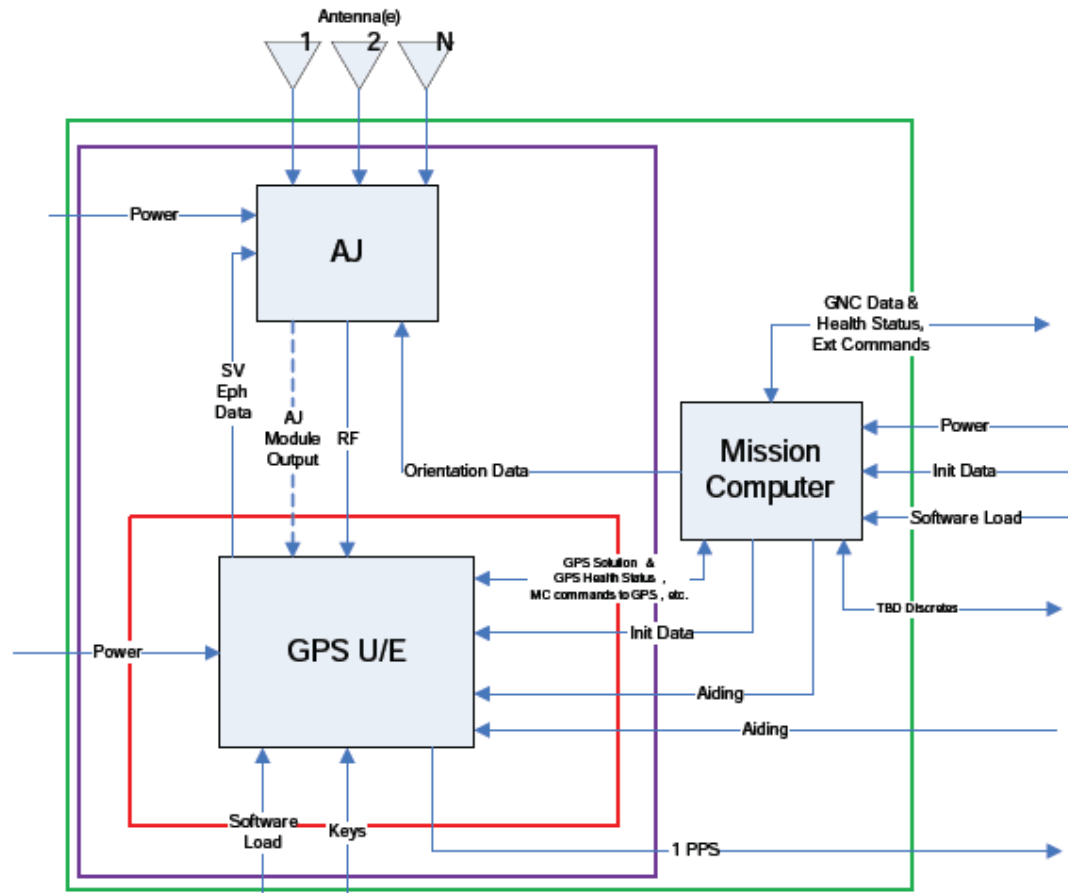 Antenna(e)
1
2
N
Power
AJ
GNC Data &
Health Status,
Ext Commands
SV
Eph
Data
AJ
Module
Output
RF
Orientation Data
Mission
Computer
Power
Init Data
Software Load
GPS Solution &
GPS Health Status ,
MC commands to GPS , etc.
TBD Discretes
Init Data
Power
GPS U/E
Aiding
Aiding
Software
Load
Keys
1 PPS